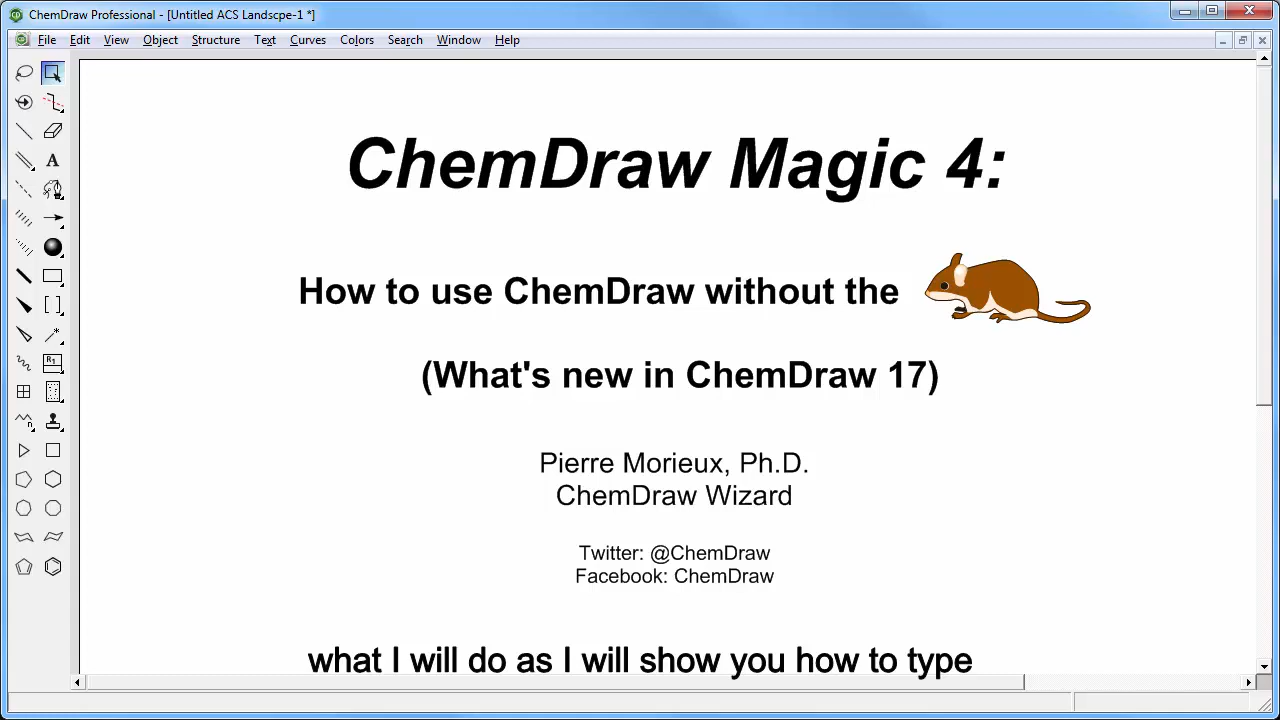 ChemDraw Professional - [Untitled ACS Landscpe-1 *]
File Edit View Object Structure Text Curves Colors Search Window Help
A
R1
n
ChemDraw Magic 4:
How to use ChemDraw without the
(What's new in ChemDraw 17)
Pierre Morieux, Ph.D.
ChemDraw Wizard
Twitter: @ChemDraw
Facebook: ChemDraw
what I will do as I will show you how to type